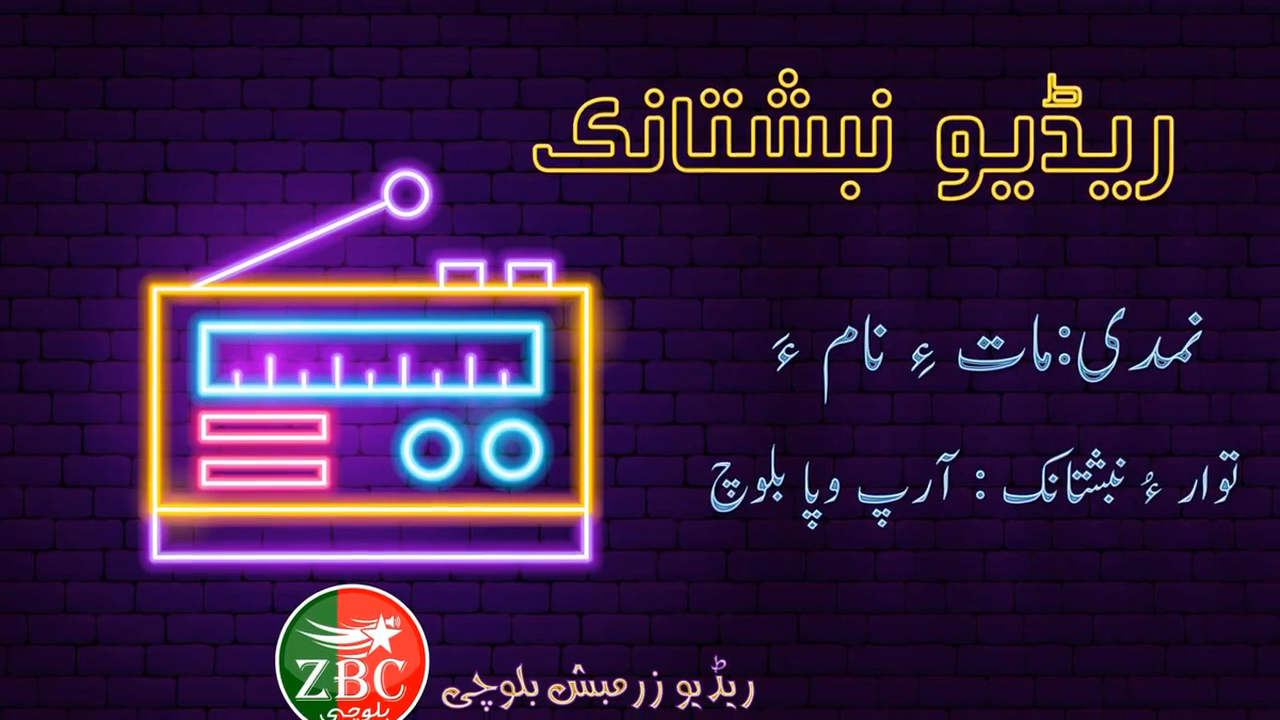 ریڈیو نبشتانک
نمدی:مات ءِ نام ءَ
توار ءُ نبشتانک : آرپ وپا بلوچ
ZBC
بلوچی
ریڈیو زرمبش بلوچی